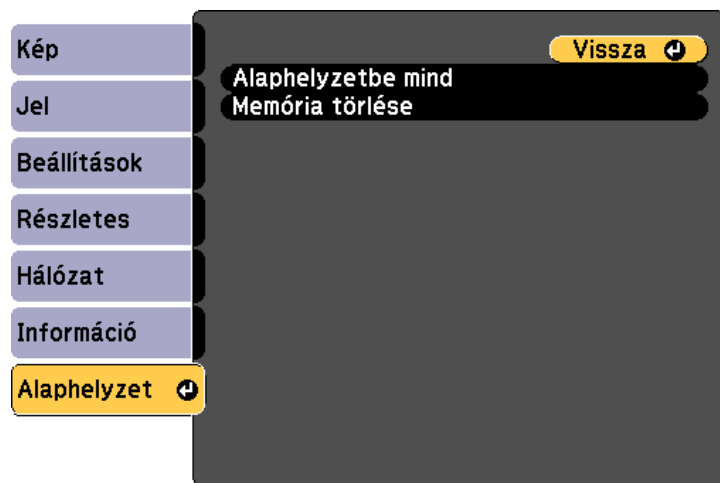 Kép
Jel
Beállítások
Részletes
Hálózat
Információ
Alaphelyzet
Vissza
Alaphelyzetbe mind
Memória törlése